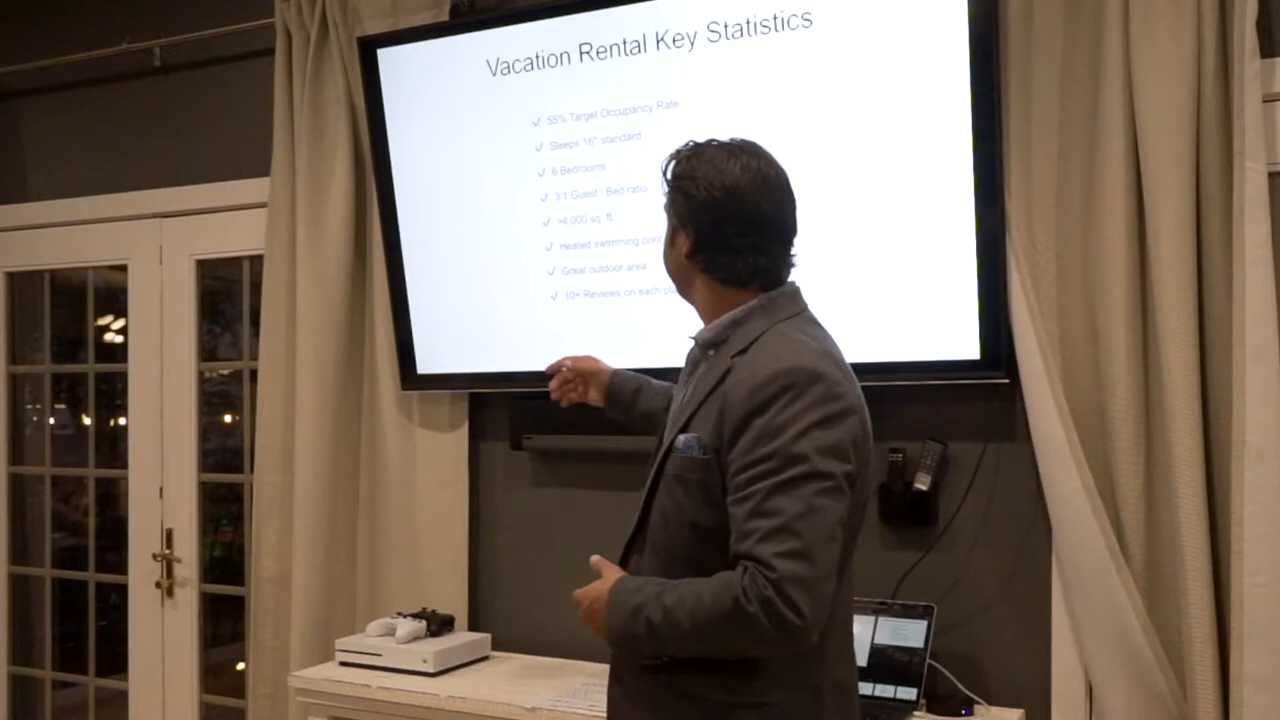 Vacation Rental Key Statistics
✓ 55% Target Occupancy Rate
✓ Sleeps 16" standard
✓ 6 Bedrooms
✓ 3:1 Guest / Bed ratio
✓ >4,000 sq. ft.
✓ Heated swimming pool
✓ Great outdoor area
✓ 10+ Reviews on each